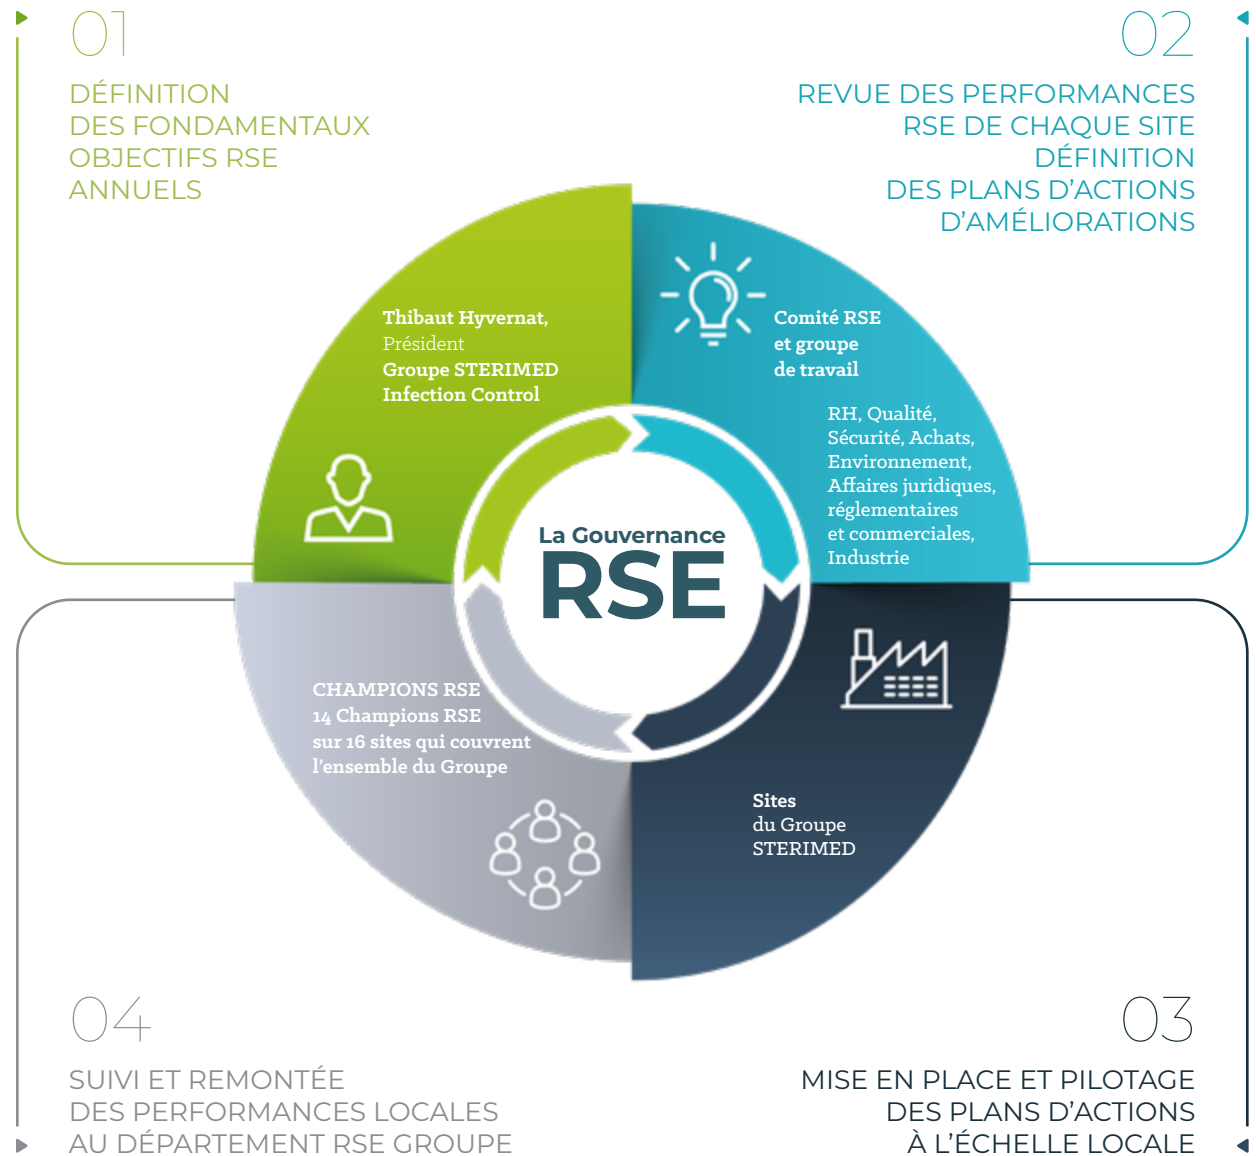 01
DÉFINITION
DES FONDAMENTAUX
OBJECTIFS RSE
ANNUELS
02
REVUE DES PERFORMANCES
RSE DE CHAQUE SITE
DÉFINITION
DES PLANS D’ACTIONS
D’AMÉLIORATIONS
Thibaut Hyvernat,
Président
Groupe STERIMED
Infection Control
Comité RSE
et groupe
de travail
RH, Qualité,
Sécurité, Achats,
Environnement,
Affaires juridiques,
réglementaires
et commerciales,
Industrie
La Gouvernance
RSE
CHAMPIONS RSE
14 Champions RSE
sur 16 sites qui couvrent
l’ensemble du Groupe
Sites
du Groupe
STERIMED
04
SUIVI ET REMONTÉE
DES PERFORMANCES LOCALES
AU DÉPARTEMENT RSE GROUPE
03
MISE EN PLACE ET PILOTAGE
DES PLANS D’ACTIONS
À L’ÉCHELLE LOCALE